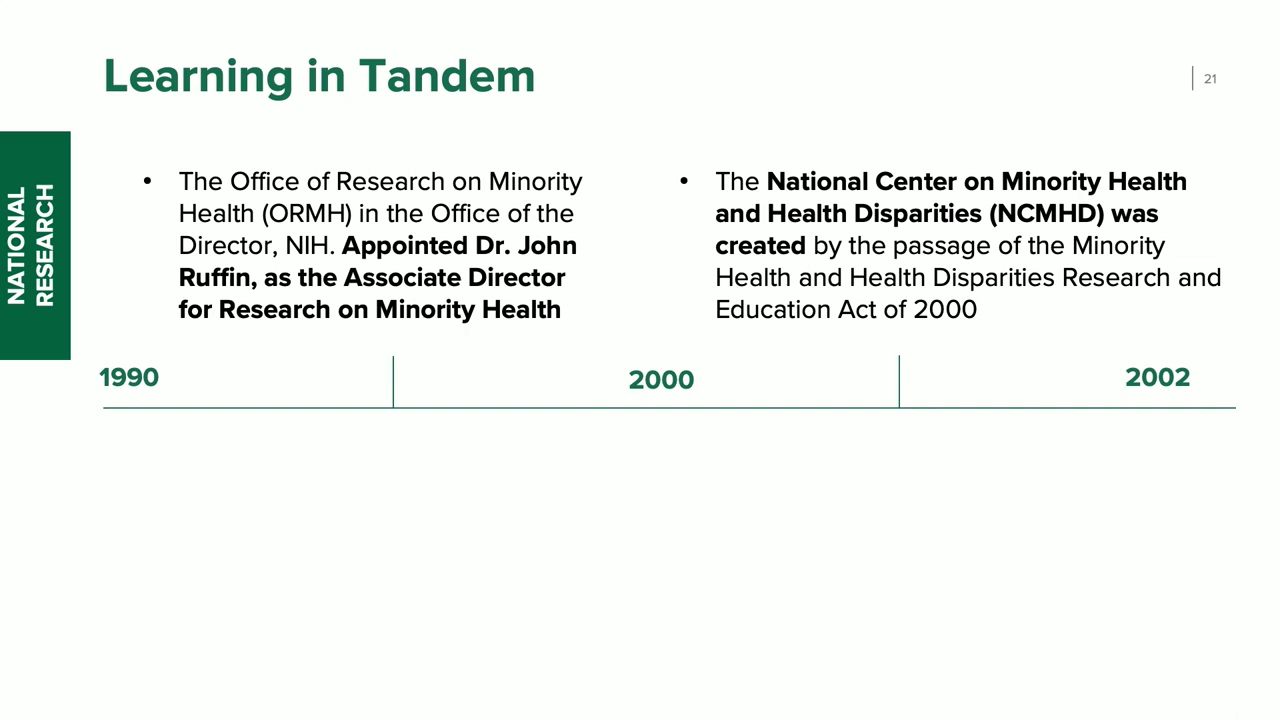 Learning in Tandem
21
NATIONAL
RESEARCH
• The Office of Research on Minority
Health (ORMH) in the Office of the
Director, NIH. Appointed Dr. John
Ruffin, as the Associate Director
for Research on Minority Health
• The National Center on Minority Health
and Health Disparities (NCMHD) was
created by the passage of the Minority
Health and Health Disparities Research and
Education Act of 2000
1990
2000
2002